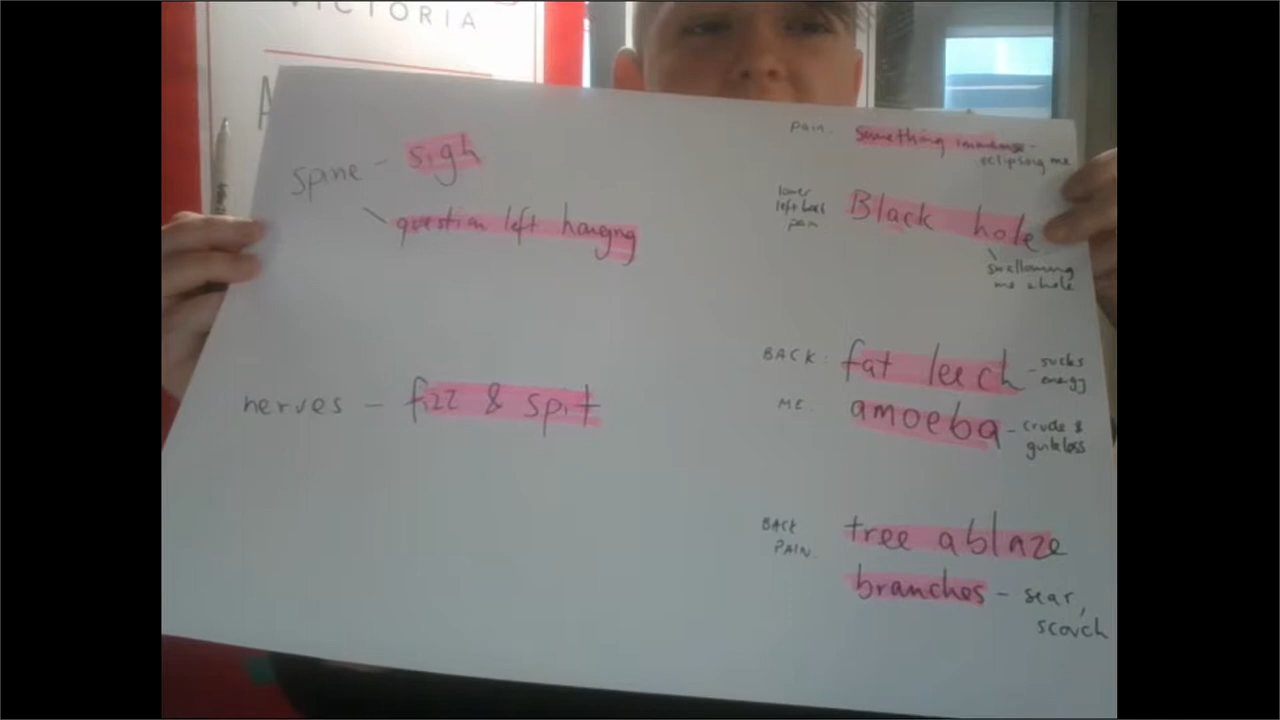 VICTORIA
A
spine - sigh
question left hanging
nerves - fizz & spit
PAIN. Something immense -
eclipsing me
lower
left back
pain
Black hole
swallowing
me whole
BACK: fat leech - sucks
energy
ME. amoeba - crude &
gutless
BACK
PAIN.
tree ablaze
branches - sear,
scorch